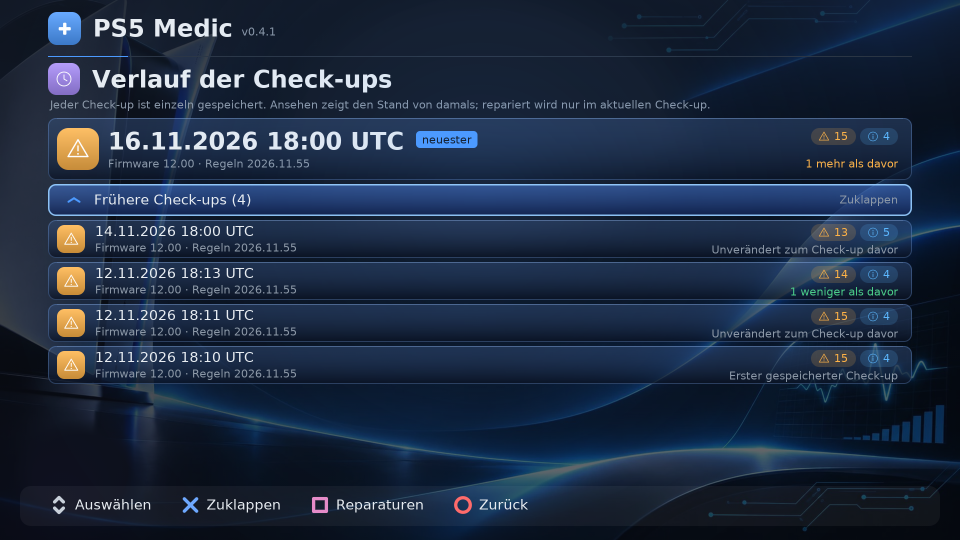 PS5 Medic v0.4.1
Verlauf der Check-ups
Jeder Check-up ist einzeln gespeichert. Ansehen zeigt den Stand von damals; repariert wird nur im aktuellen Check-up.
16.11.2026 18:00 UTC neuester 15 4
Firmware 12.00 · Regeln 2026.11.55 1 mehr als davor
Frühere Check-ups (4) Zuklappen
14.11.2026 18:00 UTC 13 5
Firmware 12.00 · Regeln 2026.11.55 Unverändert zum Check-up davor
12.11.2026 18:13 UTC 14 4
Firmware 12.00 · Regeln 2026.11.55 1 weniger als davor
12.11.2026 18:11 UTC 15 4
Firmware 12.00 · Regeln 2026.11.55 Unverändert zum Check-up davor
12.11.2026 18:10 UTC 15 4
Firmware 12.00 · Regeln 2026.11.55 Erster gespeicherter Check-up
Auswählen Zuklappen Reparaturen Zurück